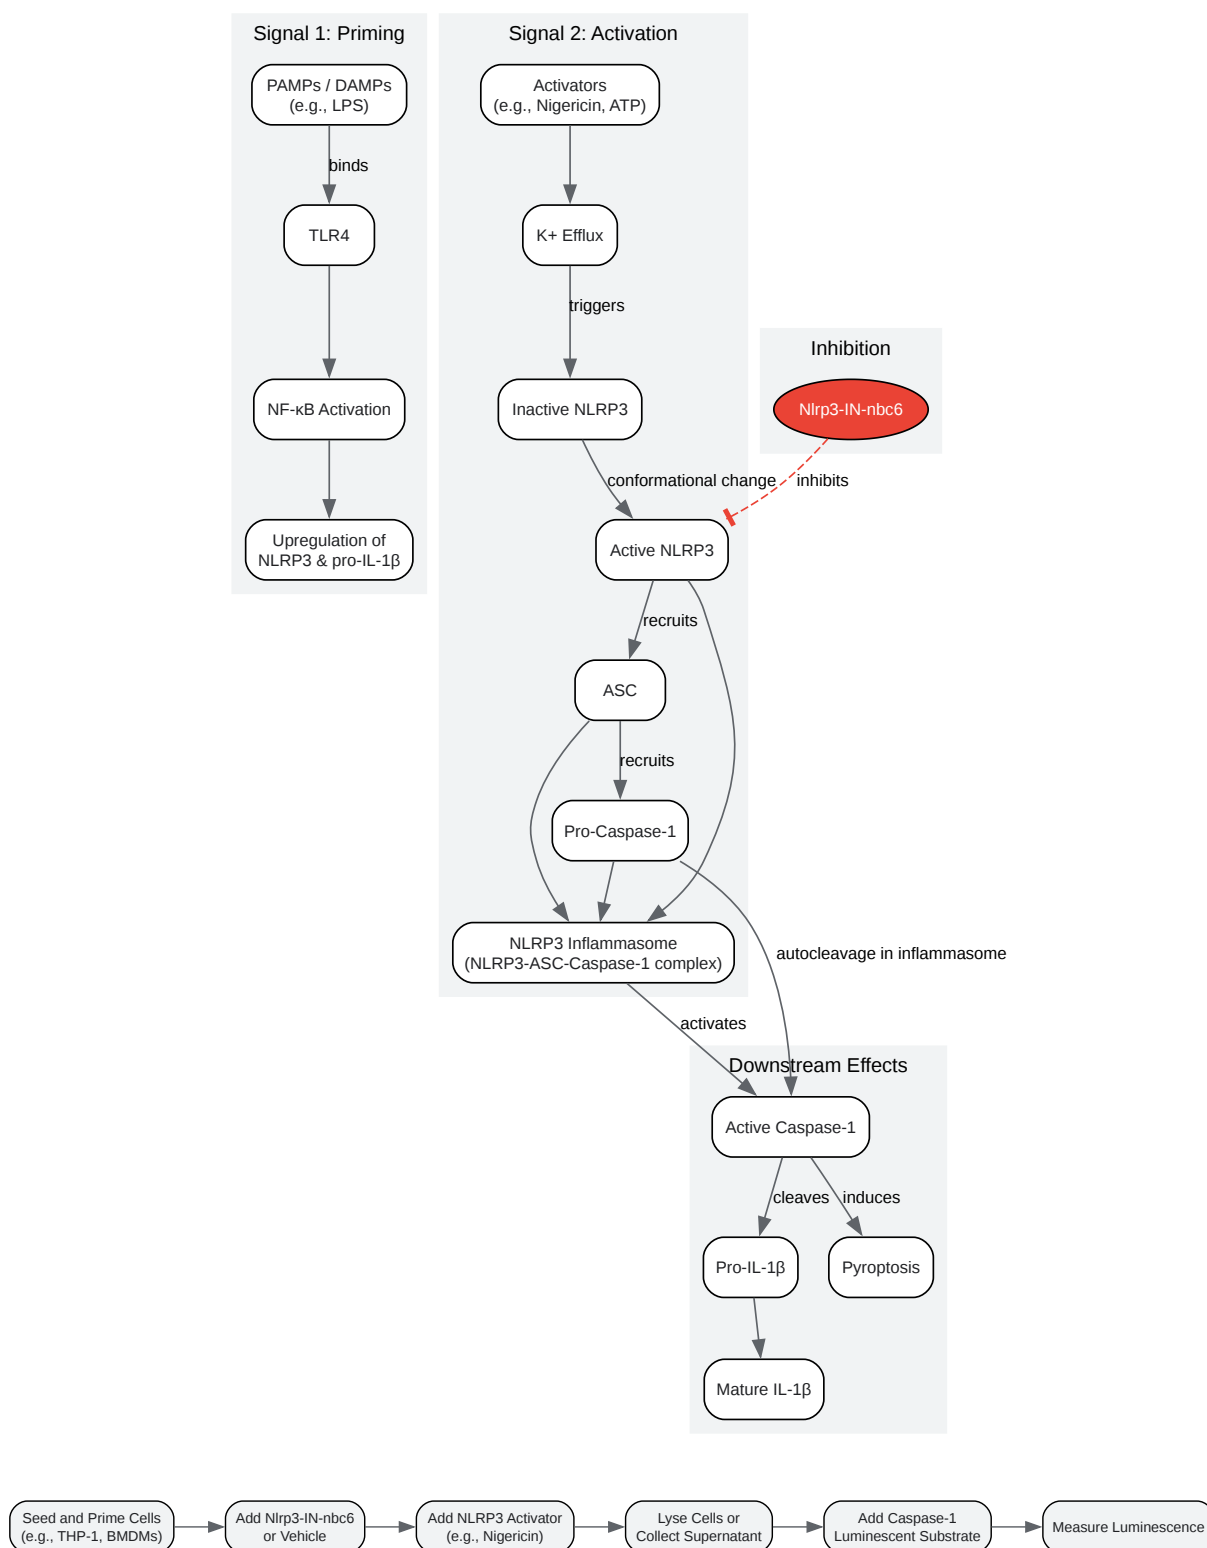 Signal 1: Priming
PAMPs / DAMPs
(e.g., LPS)
binds
TLR4
NF-κB Activation
Upregulation of
NLRP3 & pro-IL-1β
Signal 2: Activation
Activators
(e.g., Nigericin, ATP)
K+ Efflux
triggers
Inactive NLRP3
conformational change
Inhibition
Nlrp3-IN-nbc6
inhibits
Active NLRP3
recruits
ASC
recruits
Pro-Caspase-1
NLRP3 Inflammasome
(NLRP3-ASC-Caspase-1 complex)
autocleavage in inflammasome
activates
Downstream Effects
Active Caspase-1
cleaves
induces
Pro-IL-1β
Pyroptosis
Mature IL-1β
Seed and Prime Cells
(e.g., THP-1, BMDMs)
Add Nlrp3-IN-nbc6
or Vehicle
Add NLRP3 Activator
(e.g., Nigericin)
Lyse Cells or
Collect Supernatant
Add Caspase-1
Luminescent Substrate
Measure Luminescence